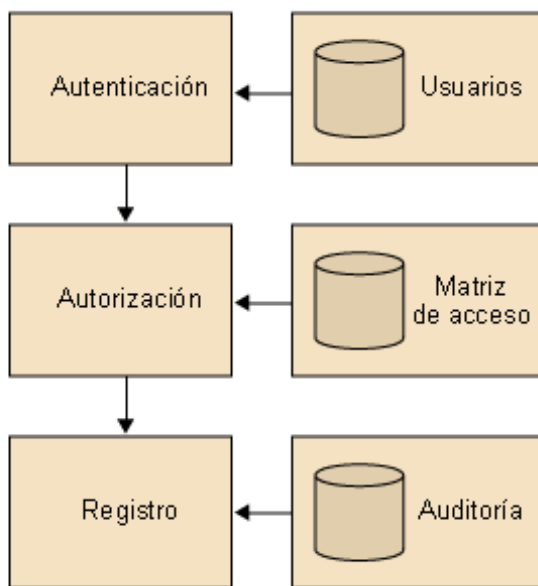 Autenticación
Usuarios
Autorización
Matriz
de acceso
Registro
Auditoría